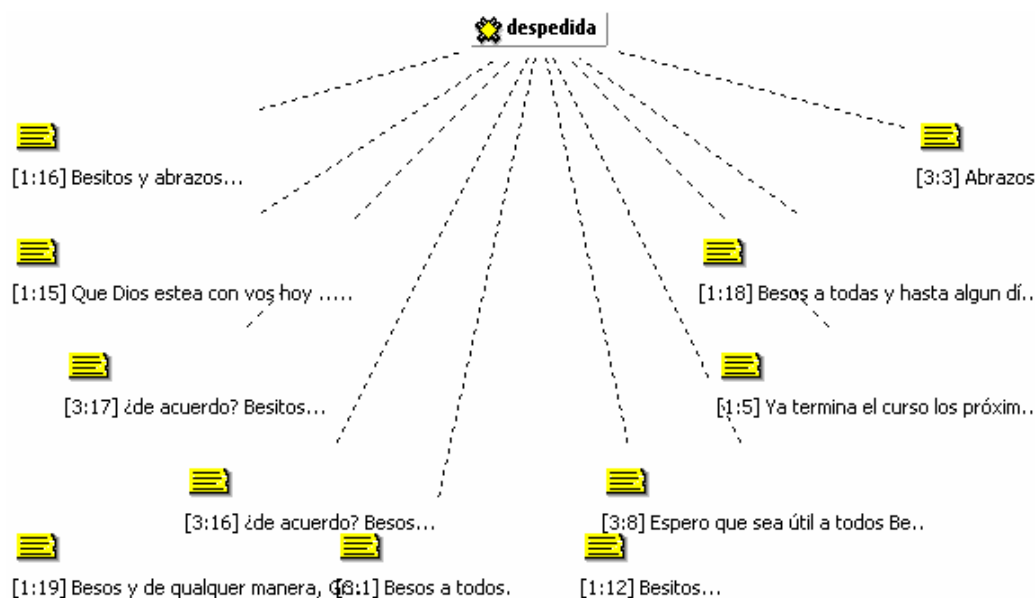 despedida
[1:16] Besitos y abrazos...
[3:3] Abrazos
[1:15] Que Dios estea con vos hoy .....
[1:18] Besos a todas y hasta algun dí..
[3:17] ¿de acuerdo? Besitos...
[1:5] Ya termina el curso los próxim..
[3:16] ¿de acuerdo? Besos...
[3:8] Espero que sea útil a todos Be..
[1:19] Besos y de qualquer manera,
[3:1] Besos a todos.
[1:12] Besitos...